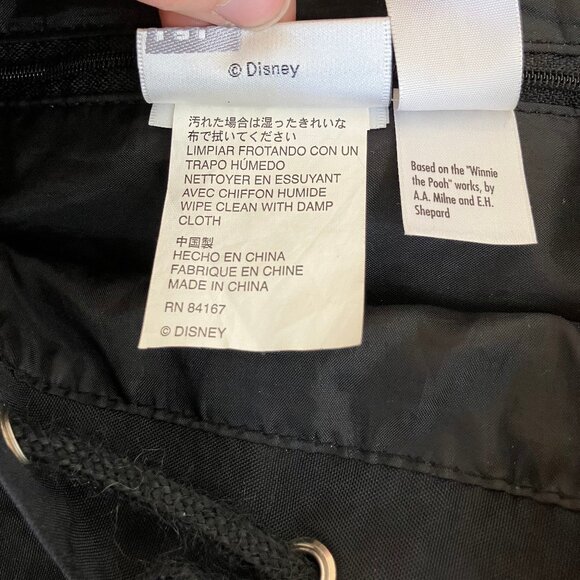 © Disney
汚れた場合は湿ったきれいな
布で拭いてください
LIMPIAR FROTANDO CON UN
TRAPO HÚMEDO
NETTOYER EN ESSUYANT
AVEC CHIFFON HUMIDE
WIPE CLEAN WITH DAMP
CLOTH
中国製
HECHO EN CHINA
FABRIQUE EN CHINE
MADE IN CHINA
RN 84167
© DISNEY
Based on the "Winnie
the Pooh" works, by
A.A. Milne and E.H.
Shepard